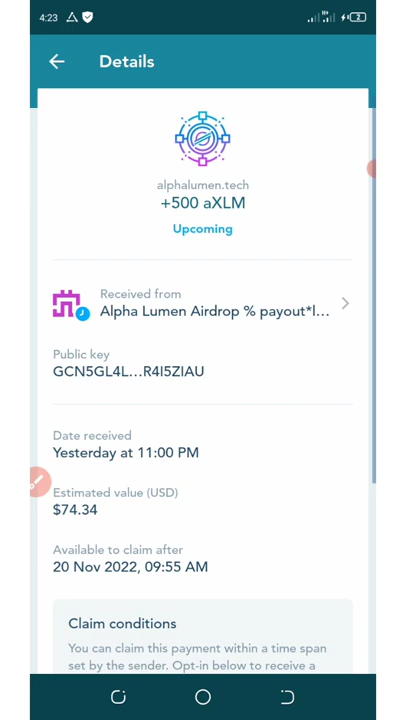 4:23
2
Details
alphalumen.tech
+500 aXLM
Upcoming
Received from
Alpha Lumen Airdrop % payout*l...
Public key
GCN5GL4L...R4I5ZIAU
Date received
Yesterday at 11:00 PM
Estimated value (USD)
$74.34
Available to claim after
20 Nov 2022, 09:55 AM
Claim conditions
You can claim this payment within a time span
set by the sender. Opt-in below to receive a